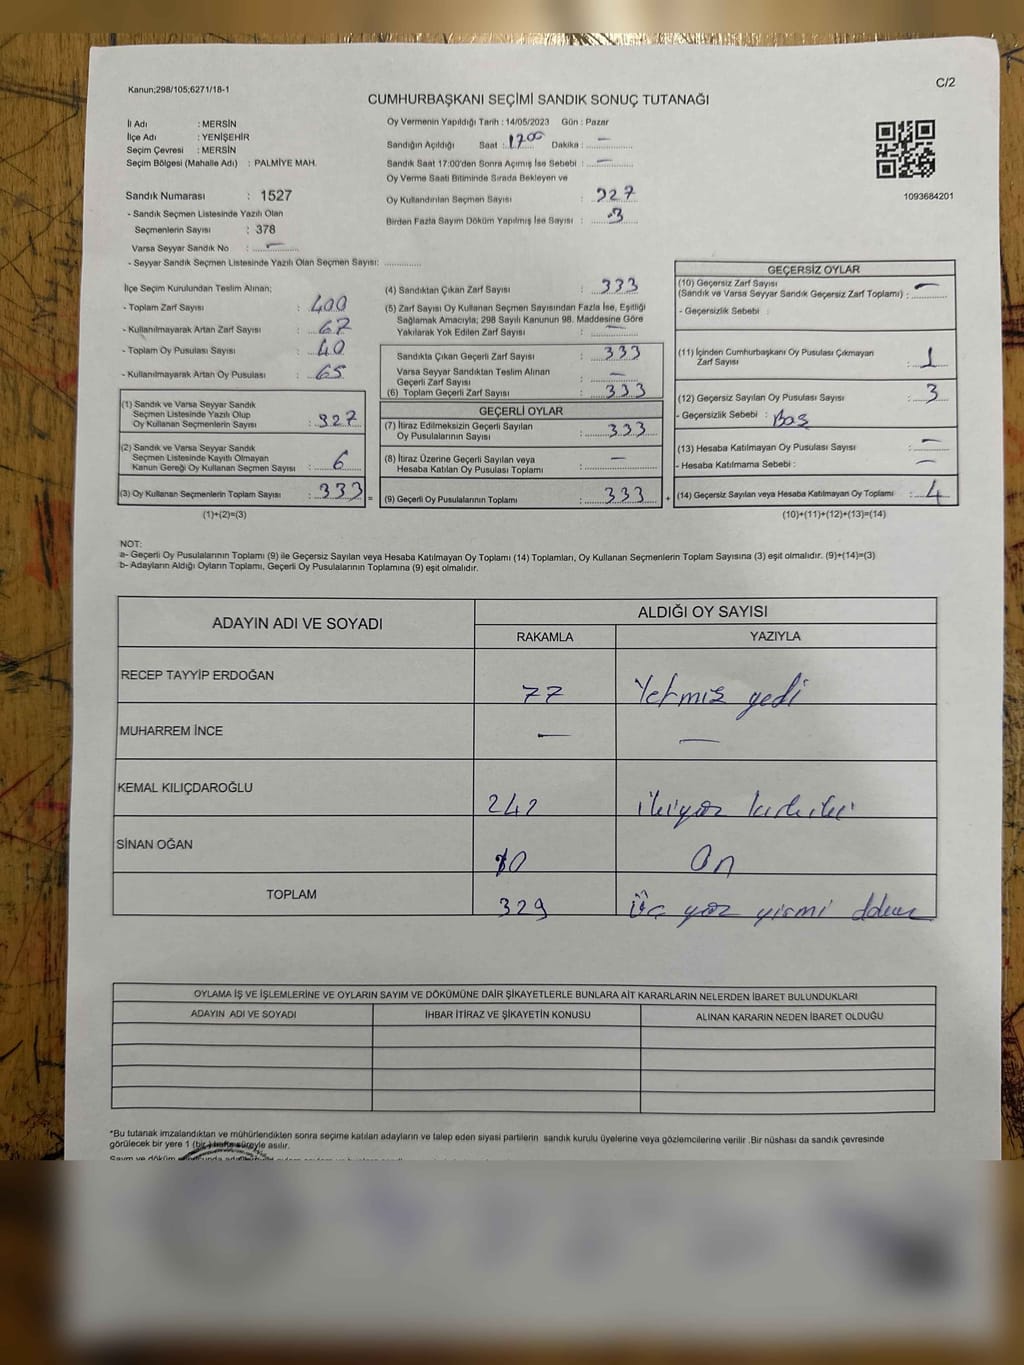 Kanun;298/105;6271/18-1
C/2
CUMHURBAŞKANI SEÇİMİ SANDIK SONUÇ TUTANAĞI
İl Adı : MERSİN
İlçe Adı : YENİŞEHİR
Seçim Çevresi : MERSİN
Seçim Bölgesi (Mahalle Adı) : PALMİYE MAH.
Oy Vermenin Yapıldığı Tarih : 14/05/2023 Gün : Pazar
Sandığın Açıldığı Saat : 17 00 Dakika : –
Sandık Saat 17:00'den Sonra Açımış İse Sebebi : –
Oy Verme Saati Bitiminde Sırada Bekleyen ve
Oy Kullandırılan Seçmen Sayısı : 327
Birden Fazla Sayım Döküm Yapılmış İse Sayısı : 3
1093684201
Sandık Numarası : 1527
- Sandık Seçmen Listesinde Yazılı Olan
Seçmenlerin Sayısı : 378
Varsa Seyyar Sandık No : –
- Seyyar Sandık Seçmen Listesinde Yazılı Olan Seçmen Sayısı:
İlçe Seçim Kurulundan Teslim Alınan;
- Toplam Zarf Sayısı : 400
- Kullanılmayarak Artan Zarf Sayısı : 67
- Toplam Oy Pusulası Sayısı : 40
- Kullanılmayarak Artan Oy Pusulası : 65
(1) Sandık ve Varsa Seyyar Sandık
Seçmen Listesinde Yazılı Olup
Oy Kullanan Seçmenlerin Sayısı : 327
(2) Sandık ve Varsa Seyyar Sandık
Seçmen Listesinde Kayıtlı Olmayan
Kanun Gereği Oy Kullanan Seçmen Sayısı : 6
(3) Oy Kullanan Seçmenlerin Toplam Sayısı : 333 =
(1)+(2)=(3)
(4) Sandıktan Çıkan Zarf Sayısı : 333
(5) Zarf Sayısı Oy Kullanan Seçmen Sayısından Fazla İse, Eşitliği
Sağlamak Amacıyla; 298 Sayılı Kanunun 98. Maddesine Göre
Yakılarak Yok Edilen Zarf Sayısı : –
Sandıkta Çıkan Geçerli Zarf Sayısı : 333
Varsa Seyyar Sandıktan Teslim Alınan
Geçerli Zarf Sayısı : –
(6) Toplam Geçerli Zarf Sayısı : 333
GEÇERLİ OYLAR
(7) İtiraz Edilmeksizin Geçerli Sayılan
Oy Pusulalarının Sayısı : 333
(8) İtiraz Üzerine Geçerli Sayılan veya
Hesaba Katılan Oy Pusulası Toplamı : –
(9) Geçerli Oy Pusulalarının Toplamı : 333 +
GEÇERSİZ OYLAR
(10) Geçersiz Zarf Sayısı
(Sandık ve Varsa Seyyar Sandık Geçersiz Zarf Toplamı) : –
- Geçersizlik Sebebi :
(11) İçinden Cumhurbaşkanı Oy Pusulası Çıkmayan
Zarf Sayısı : 1
(12) Geçersiz Sayılan Oy Pusulası Sayısı : 3
- Geçersizlik Sebebi : Boş
(13) Hesaba Katılmayan Oy Pusulası Sayısı : –
- Hesaba Katılmama Sebebi : –
(14) Geçersiz Sayılan veya Hesaba Katılmayan Oy Toplamı : 4
(10)+(11)+(12)+(13)=(14)
NOT:
a- Geçerli Oy Pusulalarının Toplamı (9) ile Geçersiz Sayılan veya Hesaba Katılmayan Oy Toplamı (14) Toplamları, Oy Kullanan Seçmenlerin Toplam Sayısına (3) eşit olmalıdır. (9)+(14)=(3)
b- Adayların Aldığı Oyların Toplamı, Geçerli Oy Pusulalarının Toplamına (9) eşit olmalıdır.
ADAYIN ADI VE SOYADI
ALDIĞI OY SAYISI
RAKAMLA YAZIYLA
RECEP TAYYİP ERDOĞAN 77 Yetmiş yedi
MUHARREM İNCE – –
KEMAL KILIÇDAROĞLU 242 ikiyüz kırkiki
SİNAN OĞAN 10 On
TOPLAM 329 Üç yüz yirmi dokuz
OYLAMA İŞ VE İŞLEMLERİNE VE OYLARIN SAYIM VE DÖKÜMÜNE DAİR ŞİKAYETLERLE BUNLARA AİT KARARLARIN NELERDEN İBARET BULUNDUKLARI
ADAYIN ADI VE SOYADI İHBAR İTİRAZ VE ŞİKAYETİN KONUSU ALINAN KARARIN NEDEN İBARET OLDUĞU
*Bu tutanak imzalandıktan ve mühürlendikten sonra seçime katılan adayların ve talep eden siyasi partilerin sandık kurulu üyelerine veya gözlemcilerine verilir .Bir nüshası da sandık çevresinde
görülecek bir yere 1 (bir) hafta süreyle asılır.